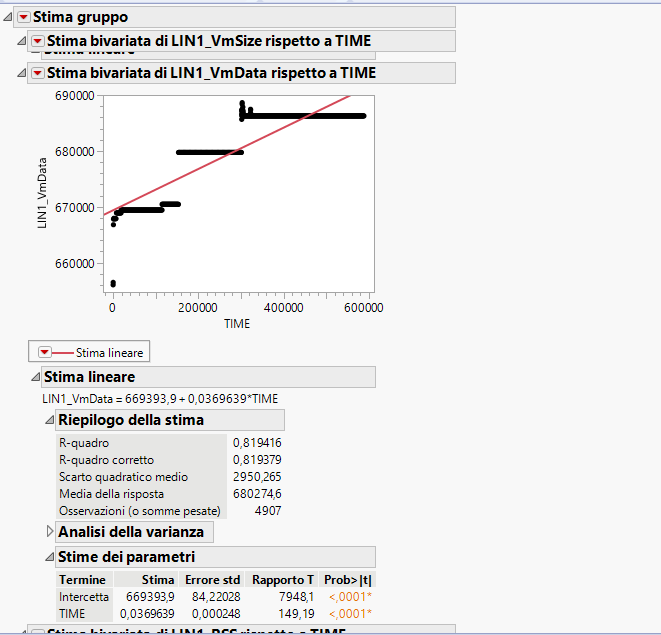 Stima gruppo
Stima bivariata di LIN1_VmSize rispetto a TIME
Stima lineare
Stima bivariata di LIN1_VmData rispetto a TIME
690000
680000
670000
660000
LIN1_VmData
0 200000 400000 600000
TIME
Stima lineare
Stima lineare
LIN1_VmData = 669393,9 + 0,0369639*TIME
Riepilogo della stima
R-quadro 0,819416
R-quadro corretto 0,819379
Scarto quadratico medio 2950,265
Media della risposta 680274,6
Osservazioni (o somme pesate) 4907
Analisi della varianza
Stime dei parametri
Termine Stima Errore std Rapporto T Prob>|t|
Intercetta 669393,9 84,22028 7948,1 <,0001*
TIME 0,0369639 0,000248 149,19 <,0001*
Stima bivariata di LIN1_RSS rispetto a TIME